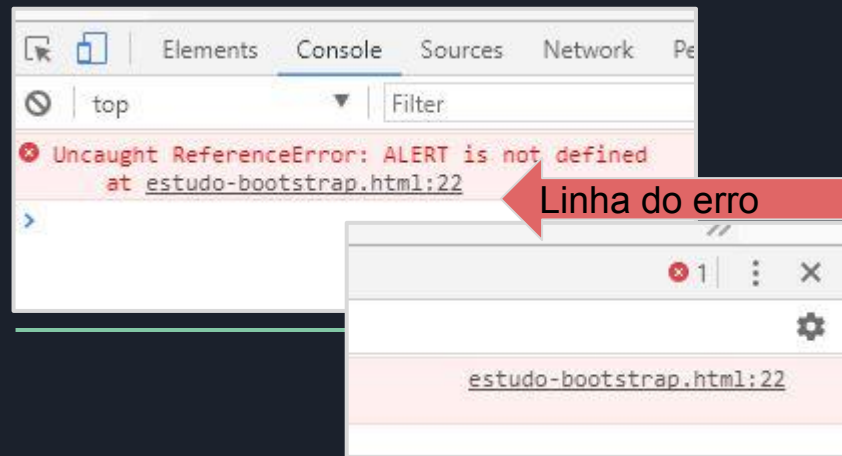 Elements Console Sources Network Pe
top Filter
Uncaught ReferenceError: ALERT is not defined
at estudo-bootstrap.html:22
>
Linha do erro
1
estudo-bootstrap.html:22